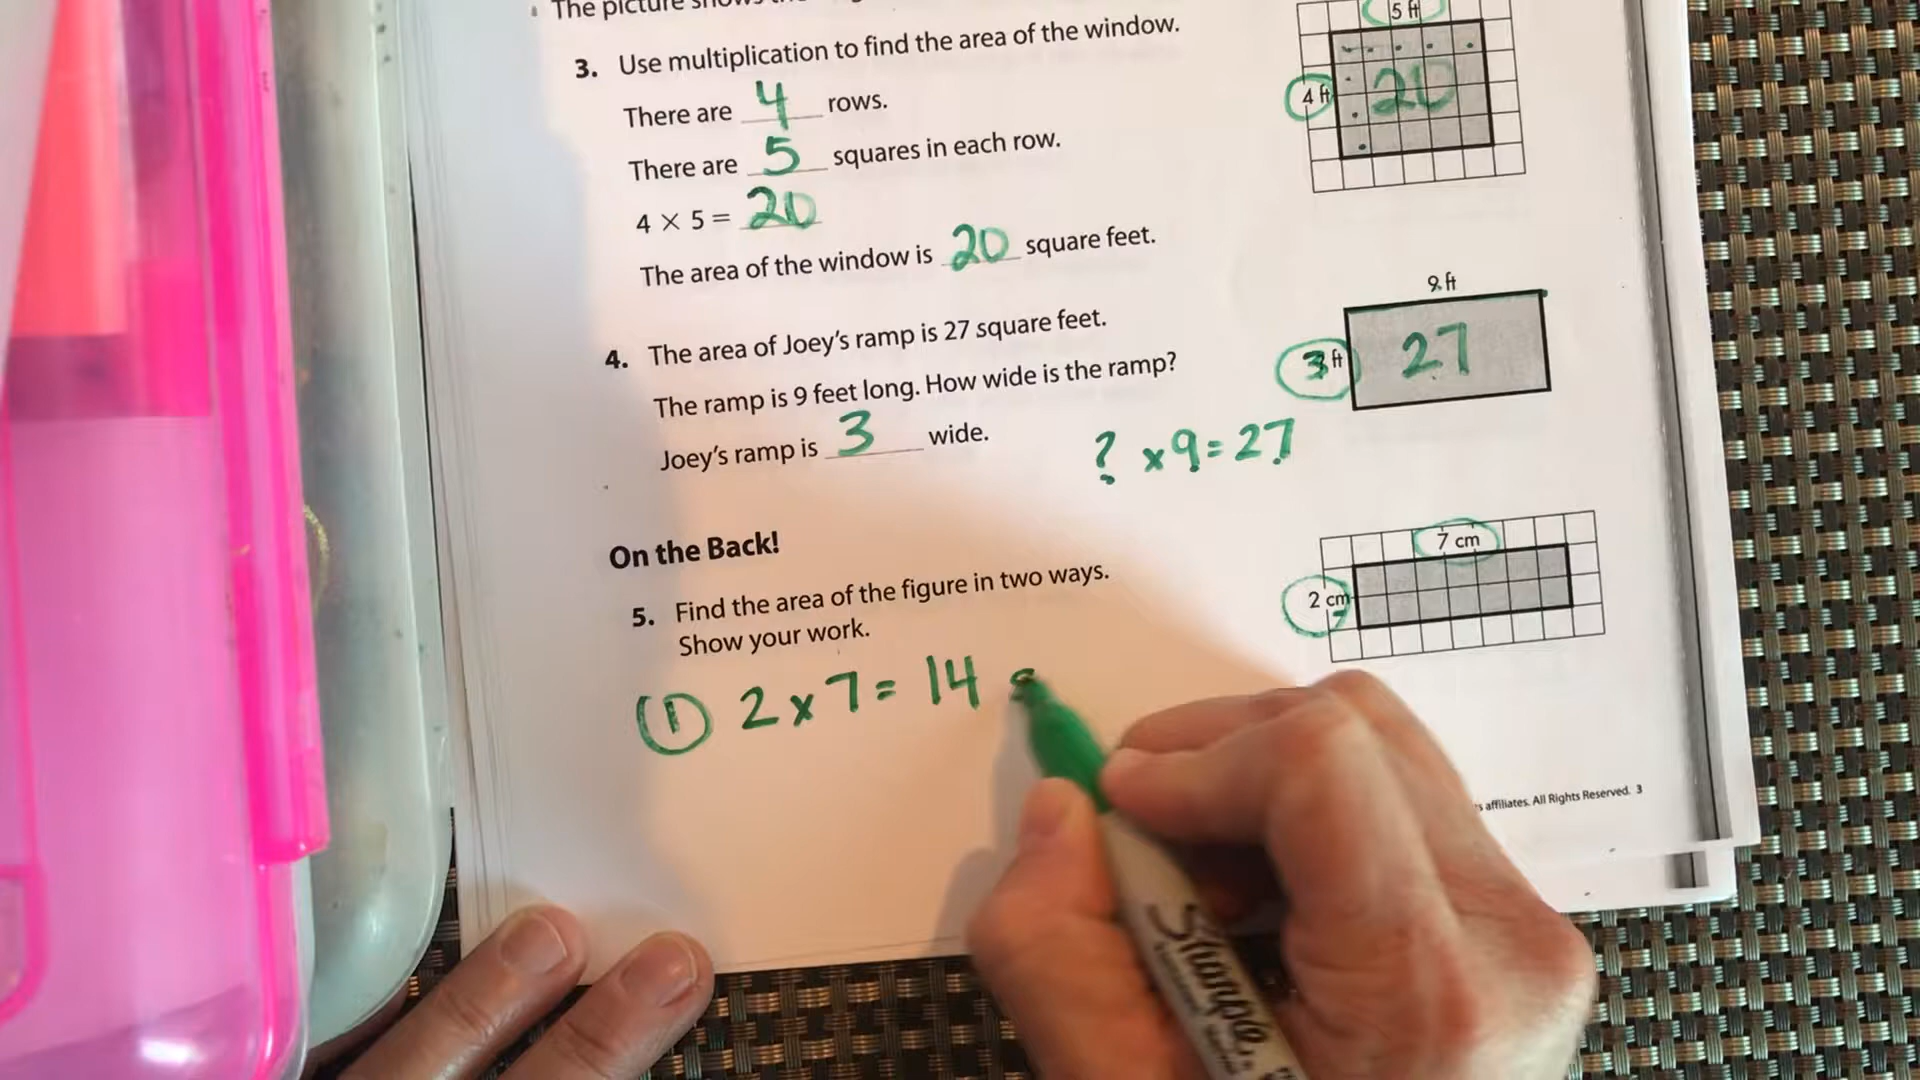 The picture
3. Use multiplication to find the area of the window.
There are 4 rows.
There are 5 squares in each row.
4 × 5 = 20
The area of the window is 20 square feet.
5 ft
4 ft
20
4. The area of Joey's ramp is 27 square feet.
The ramp is 9 feet long. How wide is the ramp?
Joey's ramp is 3 wide.
? x 9 = 27
9 ft
3 ft
27
On the Back!
5. Find the area of the figure in two ways.
Show your work.
7 cm
2 cm
① 2 x 7 = 14 s
affiliates. All Rights Reserved. 3
Sharpie